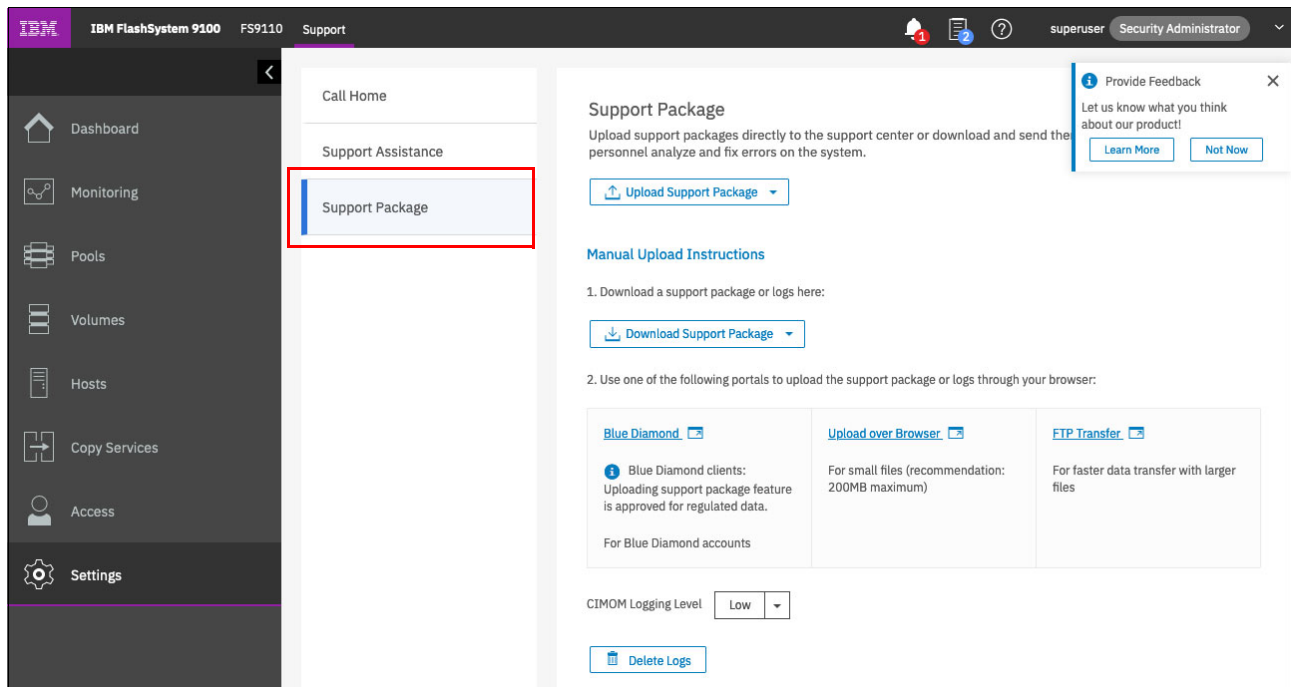 IBM
IBM FlashSystem 9100 FS9110 Support
1
2
superuser Security Administrator
Dashboard
Monitoring
Pools
Volumes
Hosts
Copy Services
Access
Settings
Call Home
Support Assistance
Support Package
Support Package
Upload support packages directly to the support center or download and send the
personnel analyze and fix errors on the system.
Upload Support Package
Provide Feedback
Let us know what you think
about our product!
Learn More Not Now
Manual Upload Instructions
1. Download a support package or logs here:
Download Support Package
2. Use one of the following portals to upload the support package or logs through your browser:
Blue Diamond
Blue Diamond clients:
Uploading support package feature
is approved for regulated data.
For Blue Diamond accounts
Upload over Browser
For small files (recommendation:
200MB maximum)
FTP Transfer
For faster data transfer with larger
files
CIMOM Logging Level Low
Delete Logs